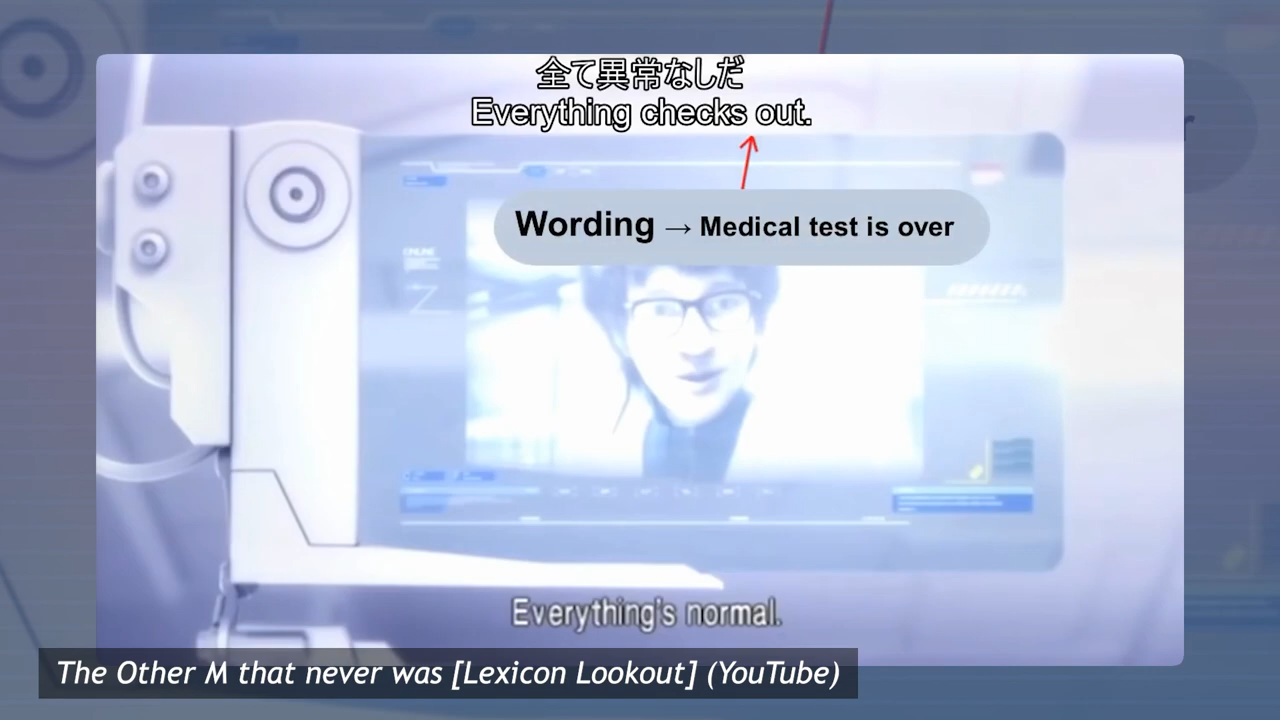 全て異常なしだ
Everything checks out.
Wording → Medical test is over
ONLINE
Everything's normal.
The Other M that never was [Lexicon Lookout] (YouTube)